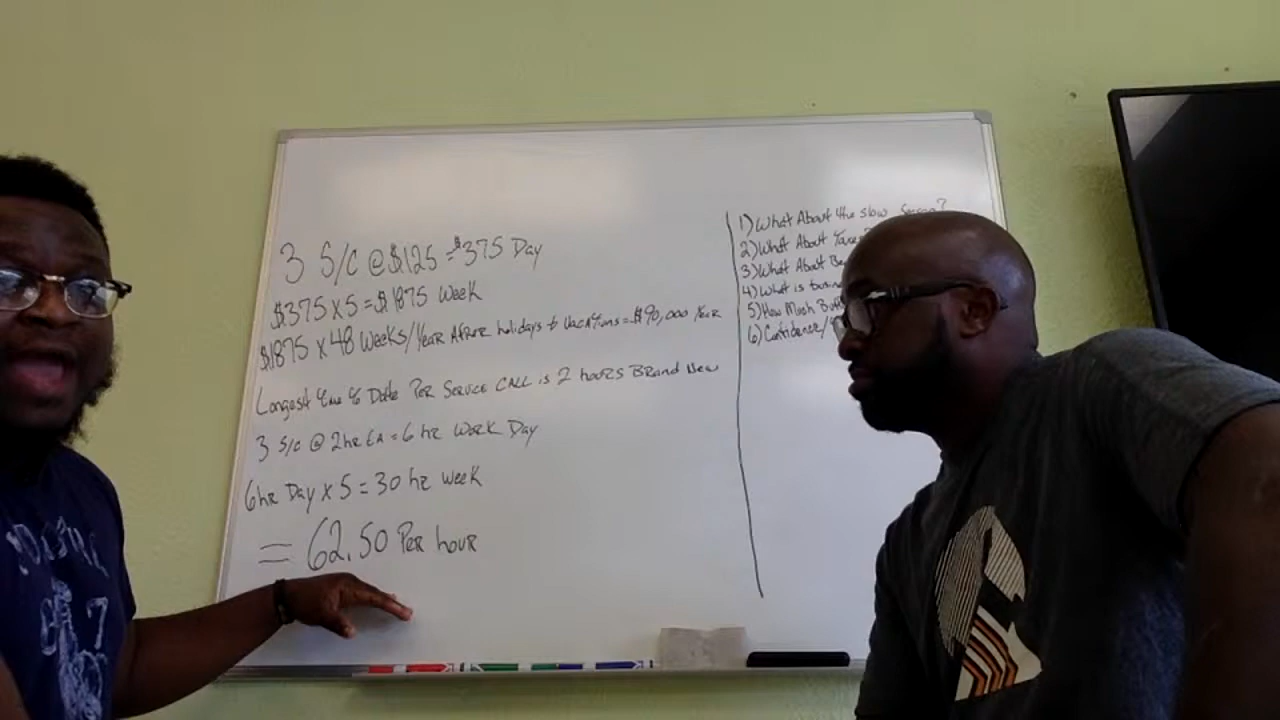 3 S/C @ $125 = $375 Day
$375 x 5 = $1875 Week
$1875 x 48 Weeks/Year After holidays & Vacations = $90,000 Year
Longest Date Per Service Call is 2 hours Brand New
3 S/C @ 2hr Ea = 6 hr Work Day
6hr Day x 5 = 30 hr Week
= 62.50 Per hour
1) What About the slow Season?
2) What About Taxes?
3) What About
4) What is
5) How Much
6) Confidence/